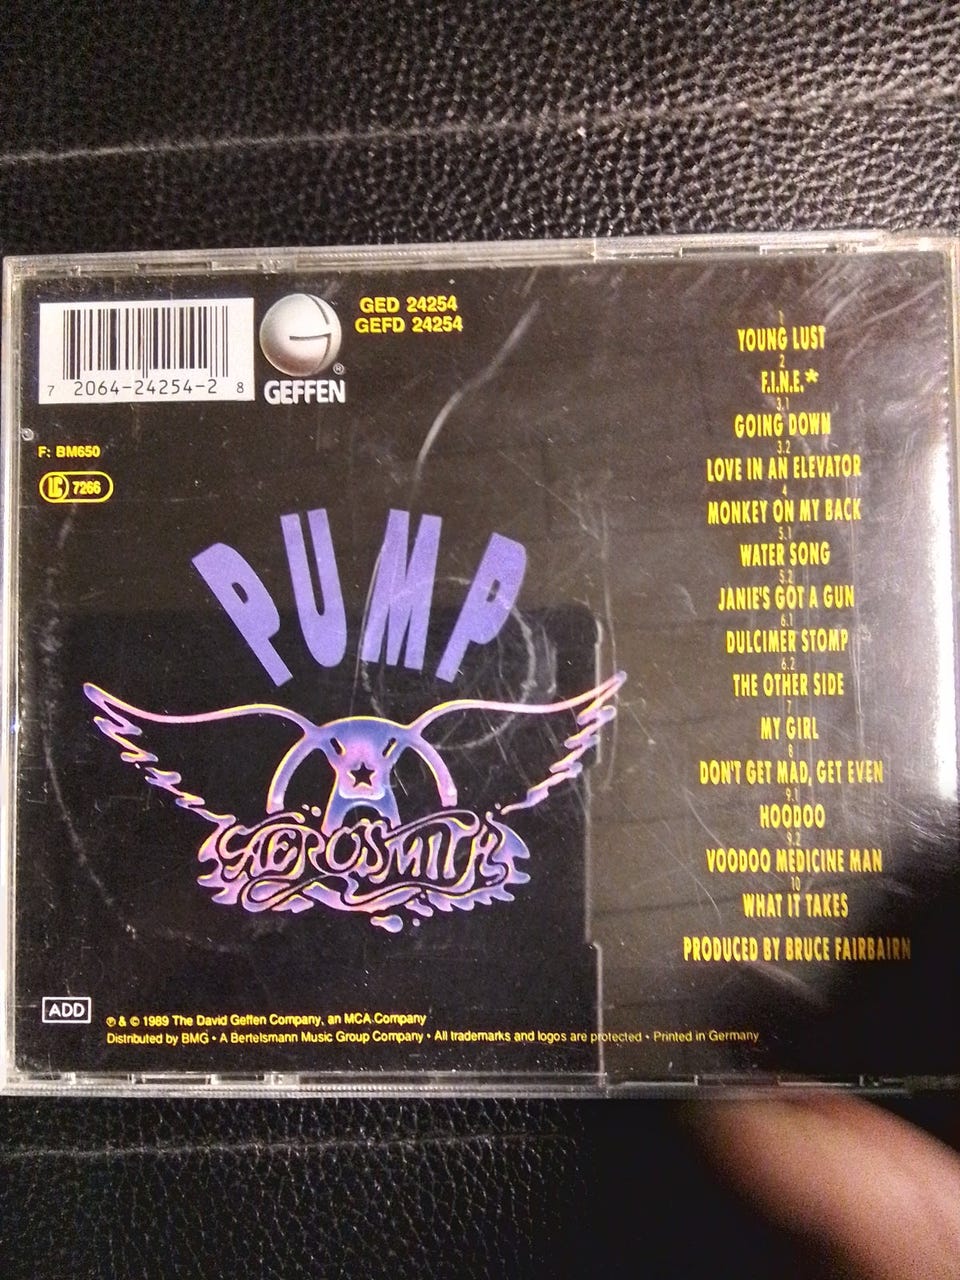 7 2064-24254-2 8
GEFFEN®
GED 24254
GEFD 24254
F: BM650
LC 7266
PUMP
AEROSMITH
1
YOUNG LUST
2
F.I.N.E.*
3.1
GOING DOWN
3.2
LOVE IN AN ELEVATOR
4
MONKEY ON MY BACK
5.1
WATER SONG
5.2
JANIE'S GOT A GUN
6.1
DULCIMER STOMP
6.2
THE OTHER SIDE
7
MY GIRL
8
DON'T GET MAD, GET EVEN
9.1
HOODOO
9.2
VOODOO MEDICINE MAN
10
WHAT IT TAKES
PRODUCED BY BRUCE FAIRBAIRN
ADD
℗ & © 1989 The David Geffen Company, an MCA Company
Distributed by BMG • A Bertelsmann Music Group Company • All trademarks and logos are protected • Printed in Germany